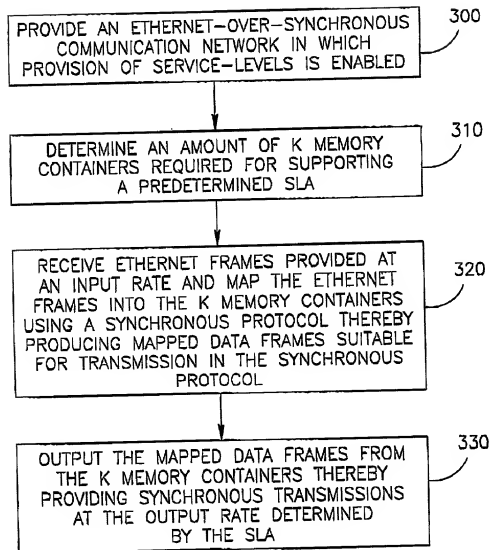 PROVIDE AN ETHERNET-OVER-SYNCHRONOUS
COMMUNICATION NETWORK IN WHICH
PROVISION OF SERVICE-LEVELS IS ENABLED
300
DETERMINE AN AMOUNT OF K MEMORY
CONTAINERS REQUIRED FOR SUPPORTING
A PREDETERMINED SLA
310
RECEIVE ETHERNET FRAMES PROVIDED AT
AN INPUT RATE AND MAP THE ETHERNET
FRAMES INTO THE K MEMORY CONTAINERS
USING A SYNCHRONOUS PROTOCOL THEREBY
PRODUCING MAPPED DATA FRAMES SUITABLE
FOR TRANSMISSION IN THE SYNCHRONOUS
PROTOCOL
320
OUTPUT THE MAPPED DATA FRAMES FROM
THE K MEMORY CONTAINERS THEREBY
PROVIDING SYNCHRONOUS TRANSMISSIONS
AT THE OUTPUT RATE DETERMINED
BY THE SLA
330